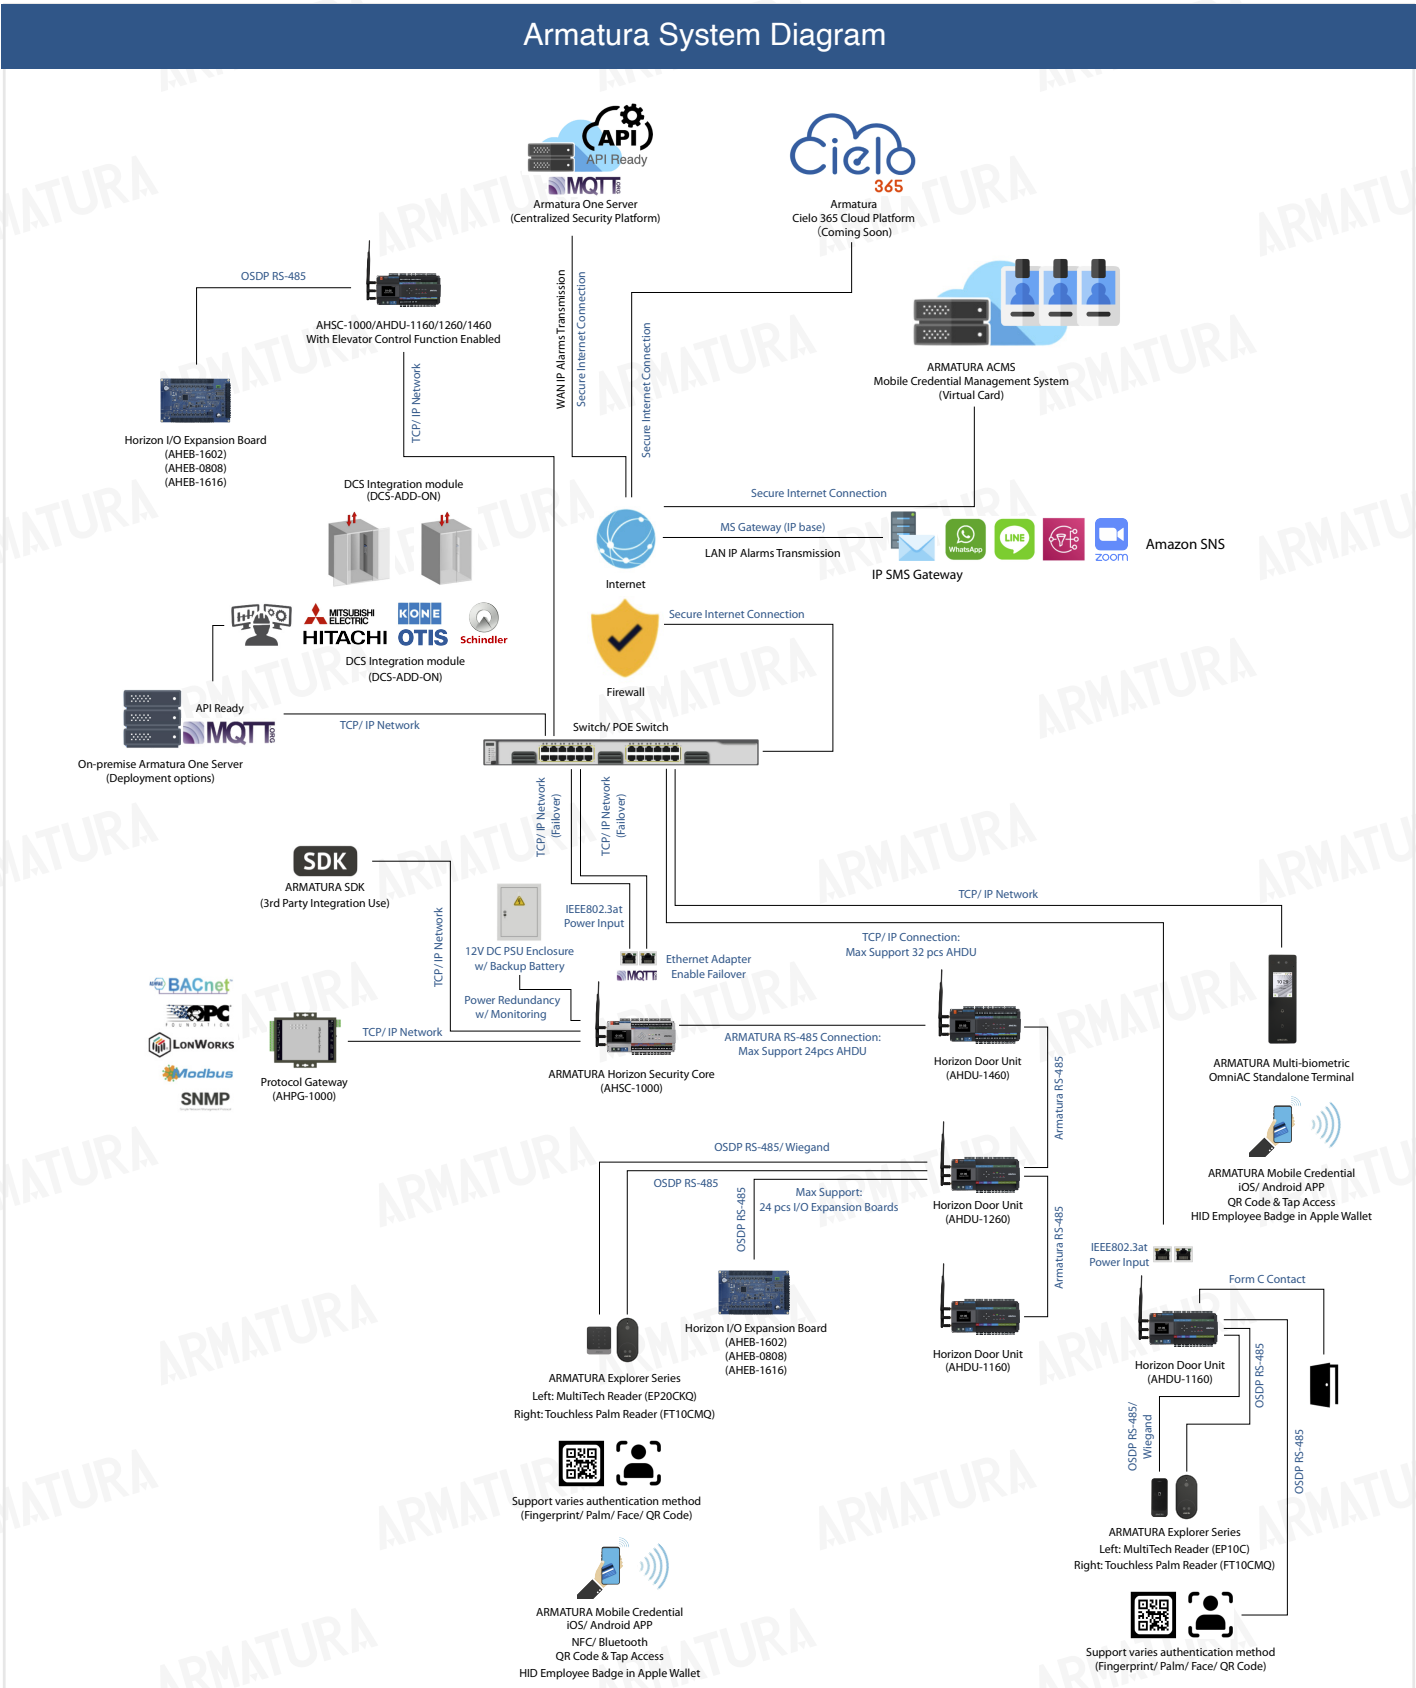 Armatura System Diagram
API
API Ready
MQTT.ORG
Armatura One Server
(Centralized Security Platform)
Cielo
365
Armatura
Cielo 365 Cloud Platform
(Coming Soon)
OSDP RS-485
AHSC-1000/AHDU-1160/1260/1460
With Elevator Control Function Enabled
WAN IP Alarms Transmission
Secure Internet Connection
Secure Internet Connection
TCP/ IP Network
ARMATURA ACMS
Mobile Credential Management System
(Virtual Card)
Horizon I/O Expansion Board
(AHEB-1602)
(AHEB-0808)
(AHEB-1616)
DCS Integration module
(DCS-ADD-ON)
Secure Internet Connection
MS Gateway (IP base)
LAN IP Alarms Transmission
IP SMS Gateway
WhatsApp
LINE
zoom
Amazon SNS
Internet
MITSUBISHI
ELECTRIC
HITACHI
KONE
OTIS
Schindler
DCS Integration module
(DCS-ADD-ON)
Secure Internet Connection
Firewall
API Ready
MQTT.ORG
TCP/ IP Network
Switch/ POE Switch
On-premise Armatura One Server
(Deployment options)
TCP/ IP Network
(Failover)
TCP/ IP Network
(Failover)
SDK
ARMATURA SDK
(3rd Party Integration Use)
TCP/ IP Network
TCP/ IP Network
IEEE802.3at
Power Input
12V DC PSU Enclosure
w/ Backup Battery
Ethernet Adapter
Enable Failover
MQTT
TCP/ IP Connection:
Max Support 32 pcs AHDU
Power Redundancy
w/ Monitoring
BACnet
OPC
FOUNDATION
LONWORKS
Modbus
SNMP
TCP/ IP Network
Protocol Gateway
(AHPG-1000)
ARMATURA Horizon Security Core
(AHSC-1000)
ARMATURA RS-485 Connection:
Max Support 24pcs AHDU
Horizon Door Unit
(AHDU-1460)
Armatura RS-485
ARMATURA Multi-biometric
OmniAC Standalone Terminal
ARMATURA Mobile Credential
iOS/ Android APP
QR Code & Tap Access
HID Employee Badge in Apple Wallet
OSDP RS-485/ Wiegand
OSDP RS-485
OSDP RS-485
Max Support:
24 pcs I/O Expansion Boards
Horizon Door Unit
(AHDU-1260)
Armatura RS-485
IEEE802.3at
Power Input
Form C Contact
Horizon I/O Expansion Board
(AHEB-1602)
(AHEB-0808)
(AHEB-1616)
Horizon Door Unit
(AHDU-1160)
Horizon Door Unit
(AHDU-1160)
OSDP RS-485
ARMATURA Explorer Series
Left: MultiTech Reader (EP20CKQ)
Right: Touchless Palm Reader (FT10CMQ)
OSDP RS-485/
Wiegand
OSDP RS-485
Support varies authentication method
(Fingerprint/ Palm/ Face/ QR Code)
ARMATURA Explorer Series
Left: MultiTech Reader (EP10C)
Right: Touchless Palm Reader (FT10CMQ)
ARMATURA Mobile Credential
iOS/ Android APP
NFC/ Bluetooth
QR Code & Tap Access
HID Employee Badge in Apple Wallet
Support varies authentication method
(Fingerprint/ Palm/ Face/ QR Code)